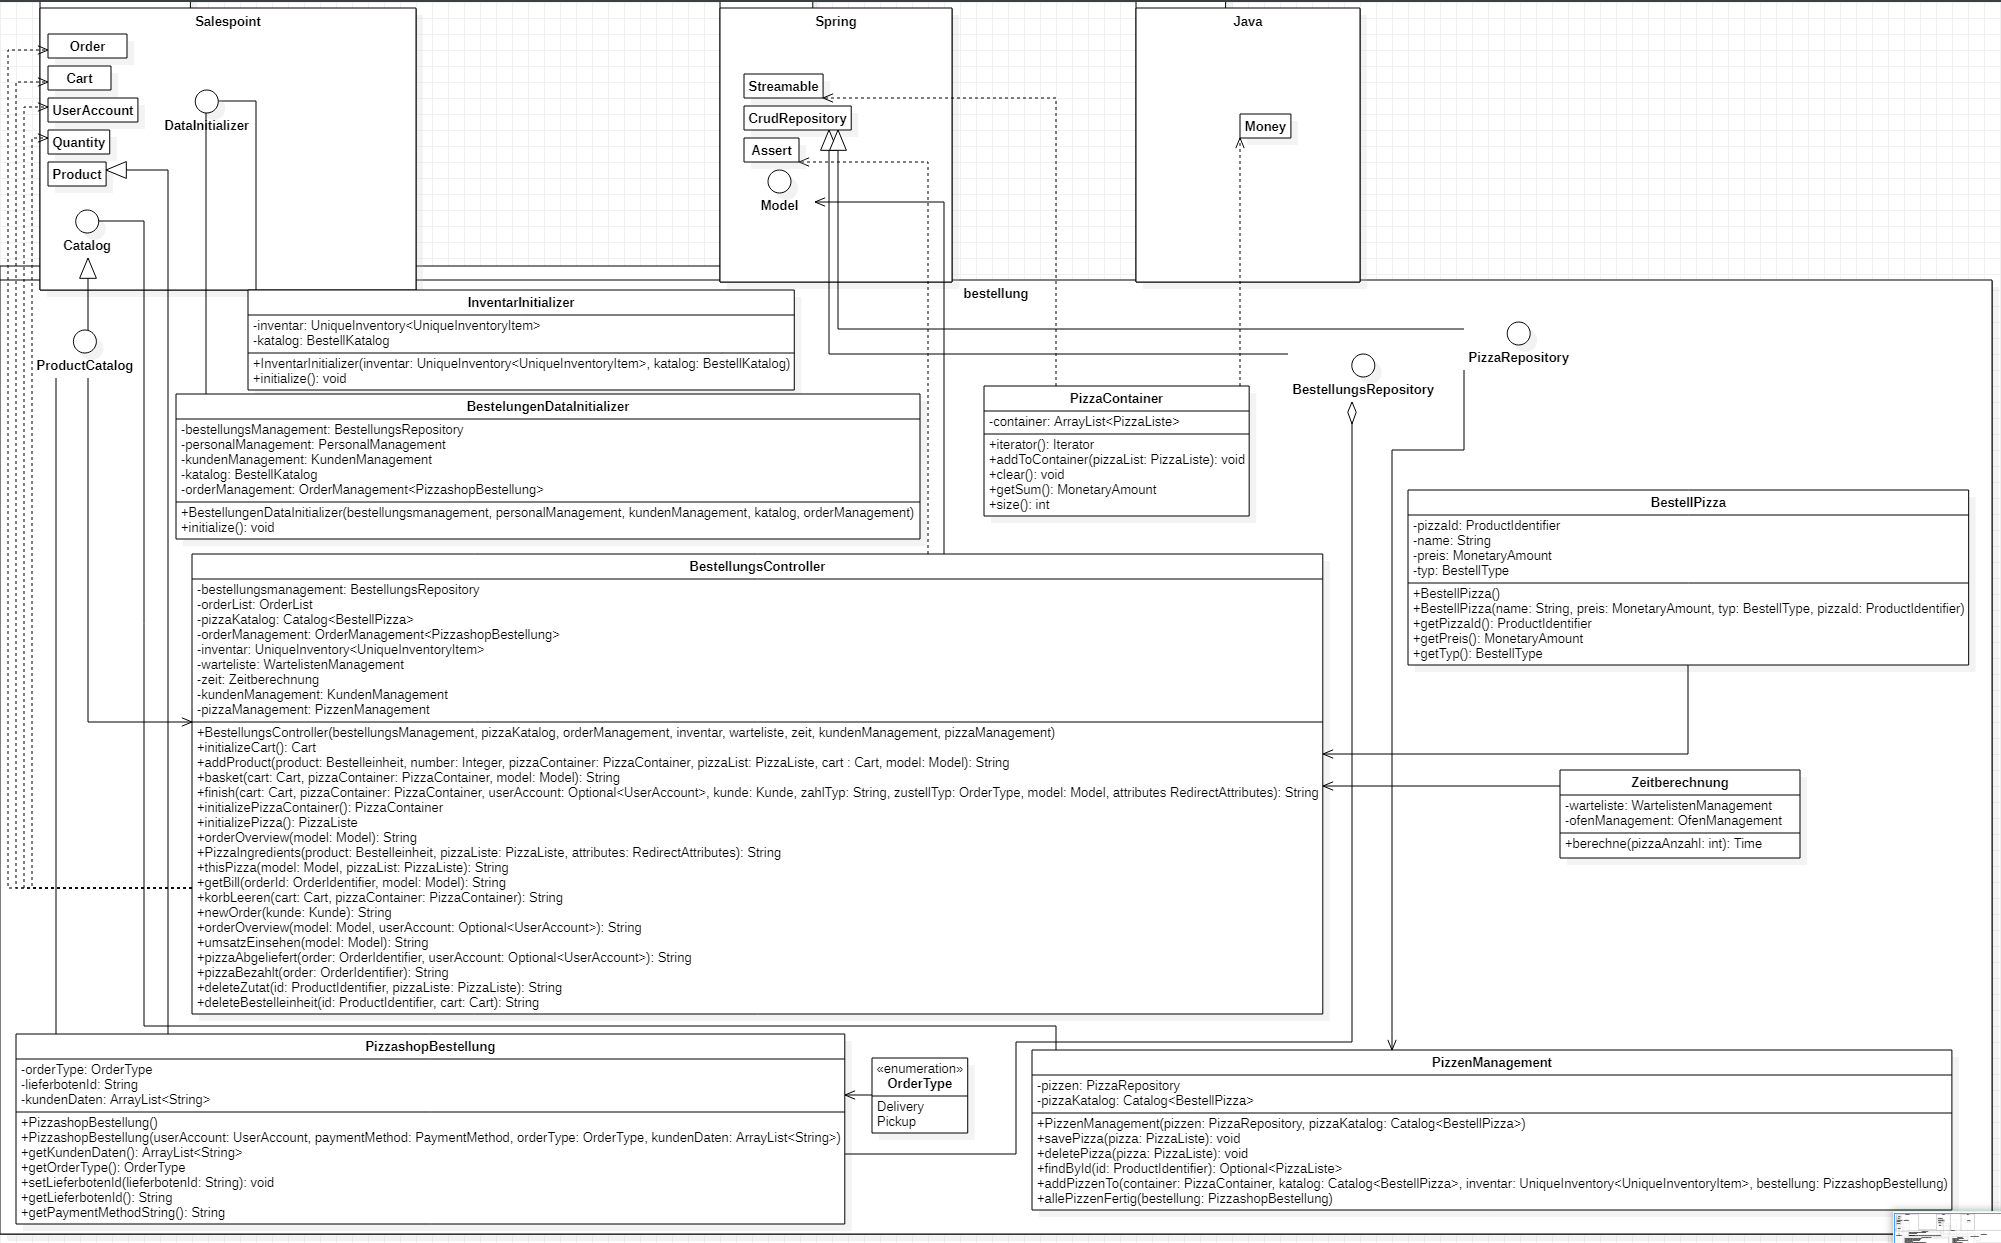 Salespoint
Order
Cart
UserAccount
Quantity
Product
DataInitializer
Catalog
ProductCatalog
Spring
Streamable
CrudRepository
Assert
Model
Java
Money
bestellung
InventarInitializer
-inventar: UniqueInventory<UniqueInventoryItem>
-katalog: BestellKatalog
+InventarInitializer(inventar: UniqueInventory<UniqueInventoryItem>, katalog: BestellKatalog)
+initialize(): void
PizzaRepository
BestellungsRepository
BestelungenDataInitializer
-bestellungsManagement: BestellungsRepository
-personalManagement: PersonalManagement
-kundenManagement: KundenManagement
-katalog: BestellKatalog
-orderManagement: OrderManagement<PizzashopBestellung>
+BestellungenDataInitializer(bestellungsmanagement, personalManagement, kundenManagement, katalog, orderManagement)
+initialize(): void
PizzaContainer
-container: ArrayList<PizzaListe>
+iterator(): Iterator
+addToContainer(pizzaList: PizzaListe): void
+clear(): void
+getSum(): MonetaryAmount
+size(): int
BestellPizza
-pizzaId: ProductIdentifier
-name: String
-preis: MonetaryAmount
-typ: BestellType
+BestellPizza()
+BestellPizza(name: String, preis: MonetaryAmount, typ: BestellType, pizzaId: ProductIdentifier)
+getPizzaId(): ProductIdentifier
+getPreis(): MonetaryAmount
+getTyp(): BestellType
BestellungsController
-bestellungsmanagement: BestellungsRepository
-orderList: OrderList
-pizzaKatalog: Catalog<BestellPizza>
-orderManagement: OrderManagement<PizzashopBestellung>
-inventar: UniqueInventory<UniqueInventoryItem>
-warteliste: WartelistenManagement
-zeit: Zeitberechnung
-kundenManagement: KundenManagement
-pizzaManagement: PizzenManagement
+BestellungsController(bestellungsManagement, pizzaKatalog, orderManagement, inventar, warteliste, zeit, kundenManagement, pizzaManagement)
+initializeCart(): Cart
+addProduct(product: Bestelleinheit, number: Integer, pizzaContainer: PizzaContainer, pizzaList: PizzaListe, cart : Cart, model: Model): String
+basket(cart: Cart, pizzaContainer: PizzaContainer, model: Model): String
+finish(cart: Cart, pizzaContainer: PizzaContainer, userAccount: Optional<UserAccount>, kunde: Kunde, zahlTyp: String, zustellTyp: OrderType, model: Model, attributes RedirectAttributes): String
+initializePizzaContainer(): PizzaContainer
+initializePizza(): PizzaListe
+orderOverview(model: Model): String
+PizzaIngredients(product: Bestelleinheit, pizzaListe: PizzaListe, attributes: RedirectAttributes): String
+thisPizza(model: Model, pizzaList: PizzaListe): String
+getBill(orderId: OrderIdentifier, model: Model): String
+korbLeeren(cart: Cart, pizzaContainer: PizzaContainer): String
+newOrder(kunde: Kunde): String
+orderOverview(model: Model, userAccount: Optional<UserAccount>): String
+umsatzEinsehen(model: Model): String
+pizzaAbgeliefert(order: OrderIdentifier, userAccount: Optional<UserAccount>): String
+pizzaBezahlt(order: OrderIdentifier): String
+deleteZutat(id: ProductIdentifier, pizzaListe: PizzaListe): String
+deleteBestelleinheit(id: ProductIdentifier, cart: Cart): String
Zeitberechnung
-warteliste: WartelistenManagement
-ofenManagement: OfenManagement
+berechne(pizzaAnzahl: int): Time
PizzashopBestellung
-orderType: OrderType
-lieferbotenId: String
-kundenDaten: ArrayList<String>
+PizzashopBestellung()
+PizzashopBestellung(userAccount: UserAccount, paymentMethod: PaymentMethod, orderType: OrderType, kundenDaten: ArrayList<String>)
+getKundenDaten(): ArrayList<String>
+getOrderType(): OrderType
+setLieferbotenId(lieferbotenId: String): void
+getLieferbotenId(): String
+getPaymentMethodString(): String
«enumeration»
OrderType
Delivery
Pickup
PizzenManagement
-pizzen: PizzaRepository
-pizzaKatalog: Catalog<BestellPizza>
+PizzenManagement(pizzen: PizzaRepository, pizzaKatalog: Catalog<BestellPizza>)
+savePizza(pizza: PizzaListe): void
+deletePizza(pizza: PizzaListe): void
+findById(id: ProductIdentifier): Optional<PizzaListe>
+addPizzenTo(container: PizzaContainer, katalog: Catalog<BestellPizza>, inventar: UniqueInventory<UniqueInventoryItem>, bestellung: PizzashopBestellung)
+allePizzenFertig(bestellung: PizzashopBestellung)